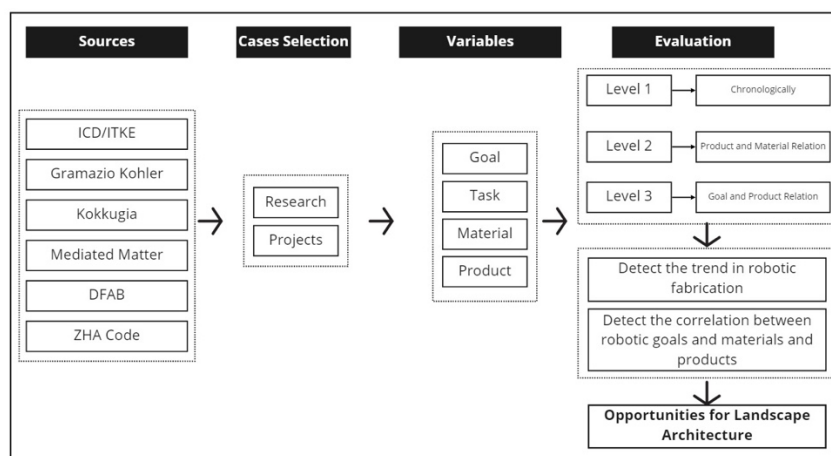 Sources
Cases Selection
Variables
Evaluation
ICD/ITKE
Gramazio Kohler
Kokkugia
Mediated Matter
DFAB
ZHA Code
Research
Projects
Goal
Task
Material
Product
Level 1
Chronologically
Level 2
Product and Material Relation
Level 3
Goal and Product Relation
Detect the trend in robotic
fabrication
Detect the correlation between
robotic goals and materials and
products
Opportunities for Landscape
Architecture